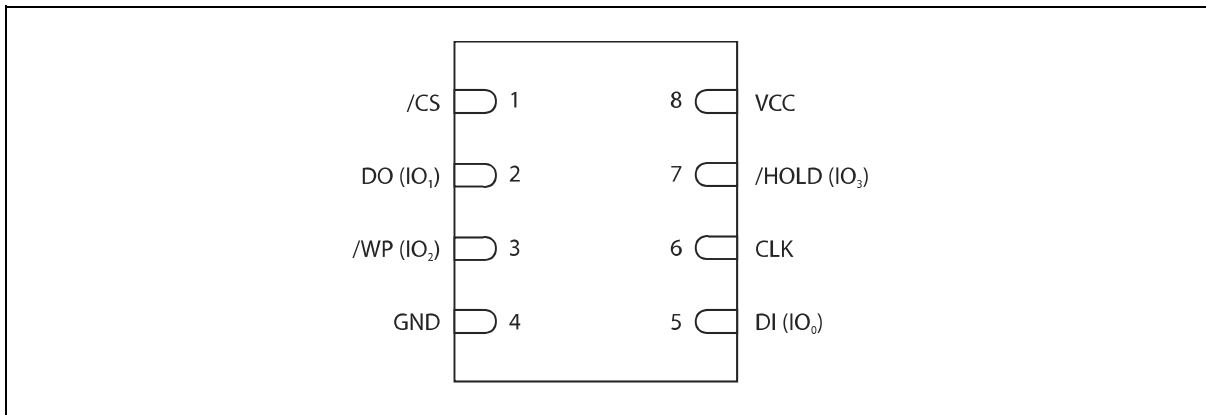 /CS 1 8 VCC
DO (IO₁) 2 7 /HOLD (IO₃)
/WP (IO₂) 3 6 CLK
GND 4 5 DI (IO₀)